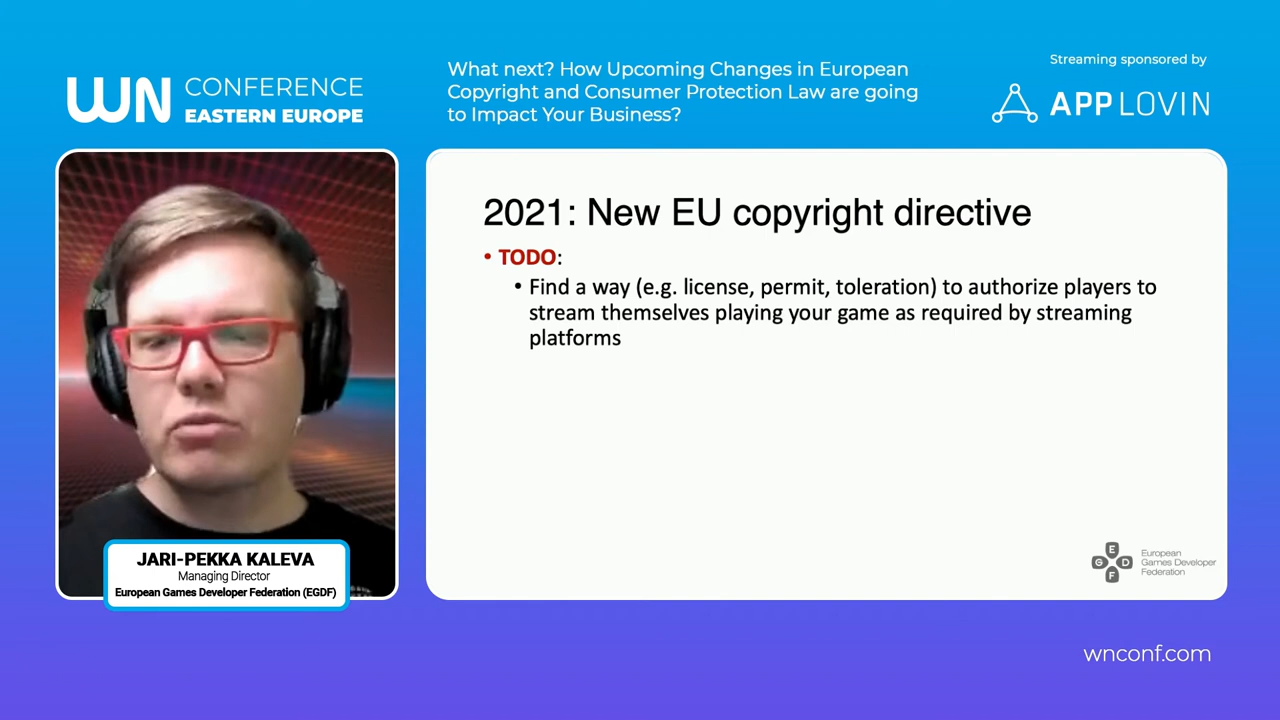 WN CONFERENCE
EASTERN EUROPE
What next? How Upcoming Changes in European
Copyright and Consumer Protection Law are going
to Impact Your Business?
Streaming sponsored by
APPLOVIN
2021: New EU copyright directive
• TODO:
• Find a way (e.g. license, permit, toleration) to authorize players to
stream themselves playing your game as required by streaming
platforms
JARI-PEKKA KALEVA
Managing Director
European Games Developer Federation (EGDF)
E
G D
F
European
Games Developer
Federation
wnconf.com